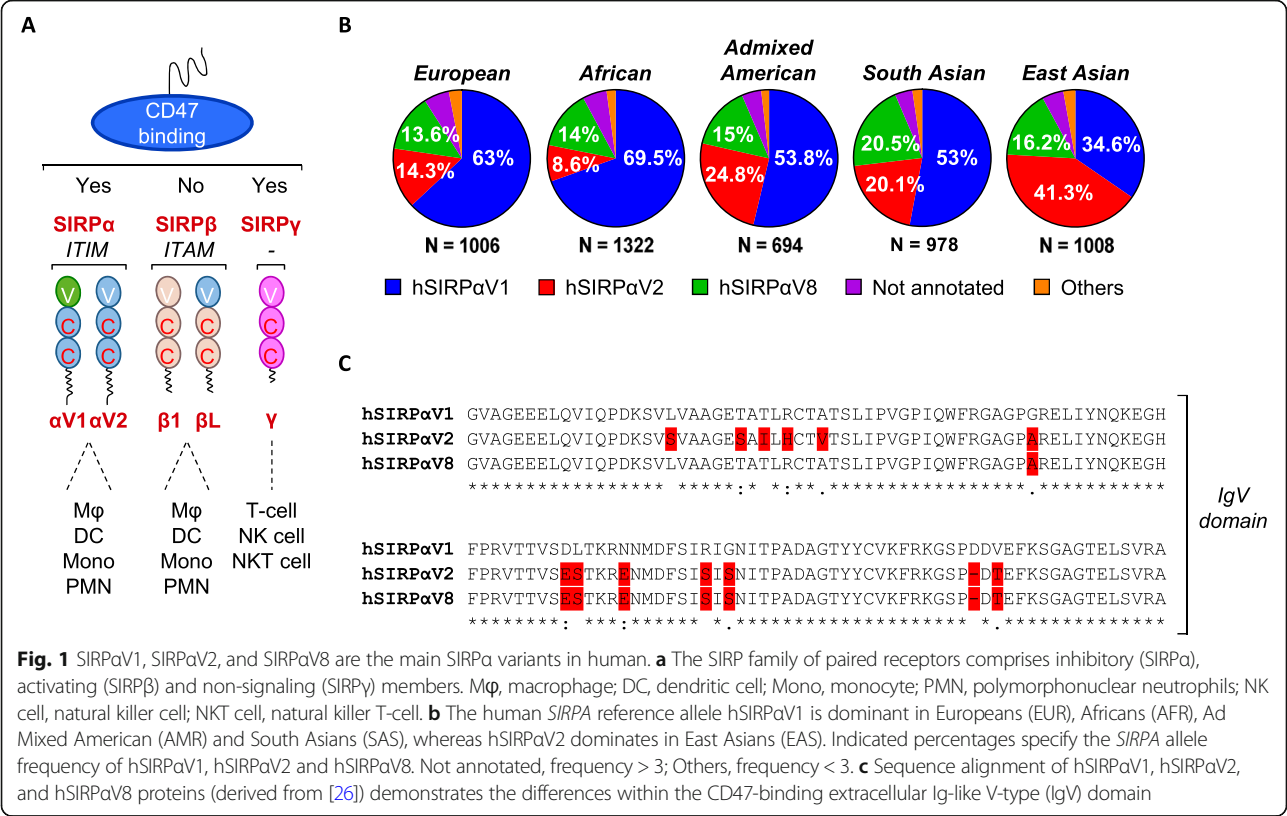 A
CD47
binding
Yes No Yes
SIRPα SIRPβ SIRPγ
ITIM ITAM -
V V V V V
C C C C C
C C C C C
αV1 αV2 β1 βL γ
Mφ Mφ T-cell
DC DC NK cell
Mono Mono NKT cell
PMN PMN
B
European African Admixed American South Asian East Asian
13.6% 63% 14.3%
14% 69.5% 8.6%
15% 53.8% 24.8%
20.5% 53% 20.1%
16.2% 34.6% 41.3%
N = 1006 N = 1322 N = 694 N = 978 N = 1008
hSIRPαV1 hSIRPαV2 hSIRPαV8 Not annotated Others
C
hSIRPαV1 GVAGEEELQVIQPDKSVLVAAGETATLRCTATSLIPVGPIQWFRGAGPGRELIYNQKEGH
hSIRPαV2 GVAGEEELQVIQPDKSVSVAAGESAILHCTVTSLIPVGPIQWFRGAGPARELIYNQKEGH
hSIRPαV8 GVAGEEELQVIQPDKSVLVAAGETATLRCTATSLIPVGPIQWFRGAGPARELIYNQKEGH
***************** *****:* *:**.*****************.***********
hSIRPαV1 FPRVTTVSDLTKRNNMDFSIRIGNITPADAGTYYCVKFRKGSPDDVEFKSGAGTELSVRA
hSIRPαV2 FPRVTTVSESTKRENMDFSISISNITPADAGTYYCVKFRKGSP-DTEFKSGAGTELSVRA
hSIRPαV8 FPRVTTVSESTKRENMDFSISISNITPADAGTYYCVKFRKGSP-DTEFKSGAGTELSVRA
********: ***:****** *.******************** *.**************
IgV
domain
Fig. 1 SIRPαV1, SIRPαV2, and SIRPαV8 are the main SIRPα variants in human. a The SIRP family of paired receptors comprises inhibitory (SIRPα),
activating (SIRPβ) and non-signaling (SIRPγ) members. Mφ, macrophage; DC, dendritic cell; Mono, monocyte; PMN, polymorphonuclear neutrophils; NK
cell, natural killer cell; NKT cell, natural killer T-cell. b The human SIRPA reference allele hSIRPαV1 is dominant in Europeans (EUR), Africans (AFR), Ad
Mixed American (AMR) and South Asians (SAS), whereas hSIRPαV2 dominates in East Asians (EAS). Indicated percentages specify the SIRPA allele
frequency of hSIRPαV1, hSIRPαV2 and hSIRPαV8. Not annotated, frequency > 3; Others, frequency < 3. c Sequence alignment of hSIRPαV1, hSIRPαV2,
and hSIRPαV8 proteins (derived from [26]) demonstrates the differences within the CD47-binding extracellular Ig-like V-type (IgV) domain